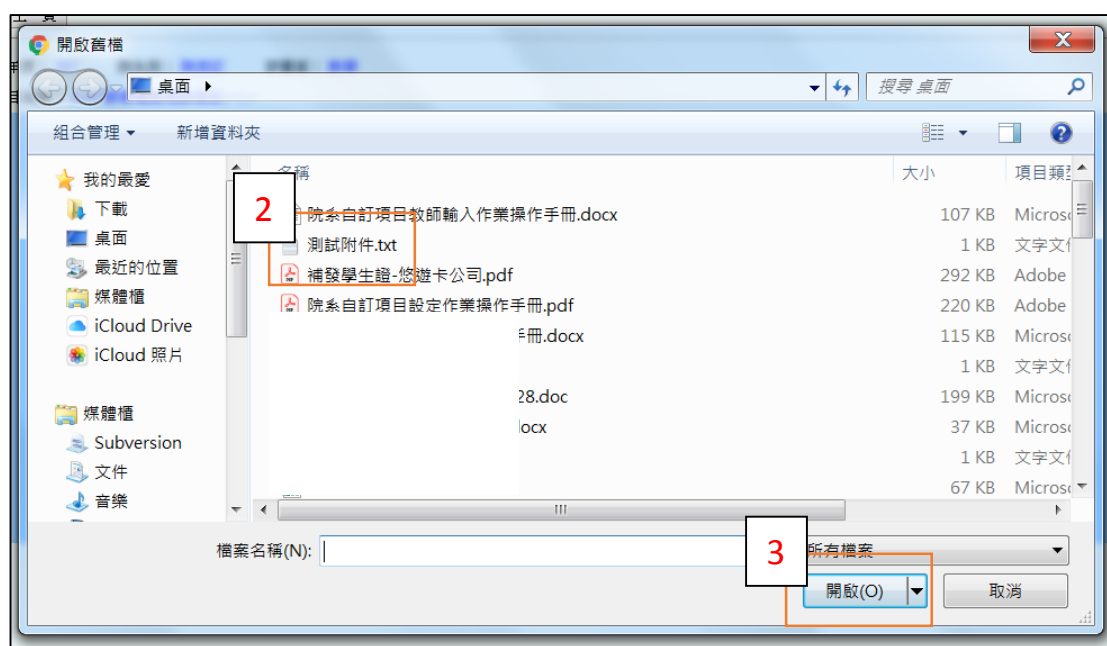 開啟舊檔
桌面
搜尋 桌面
組合管理 新增資料夾
我的最愛
下載
桌面
最近的位置
媒體櫃
iCloud Drive
iCloud 照片
媒體櫃
Subversion
文件
音樂
名稱 大小 項目類型
2
院系自訂項目教師輸入作業操作手冊.docx 107 KB
測試附件.txt 1 KB 文字文
補發學生證-悠遊卡公司.pdf 292 KB Adobe
院系自訂項目設定作業操作手冊.pdf 220 KB Adobe
手冊.docx 115 KB
1 KB 文字文
28.doc 199 KB
docx 37 KB
1 KB 文字文
67 KB
檔案名稱(N):
3
所有檔案
開啟(O) 取消